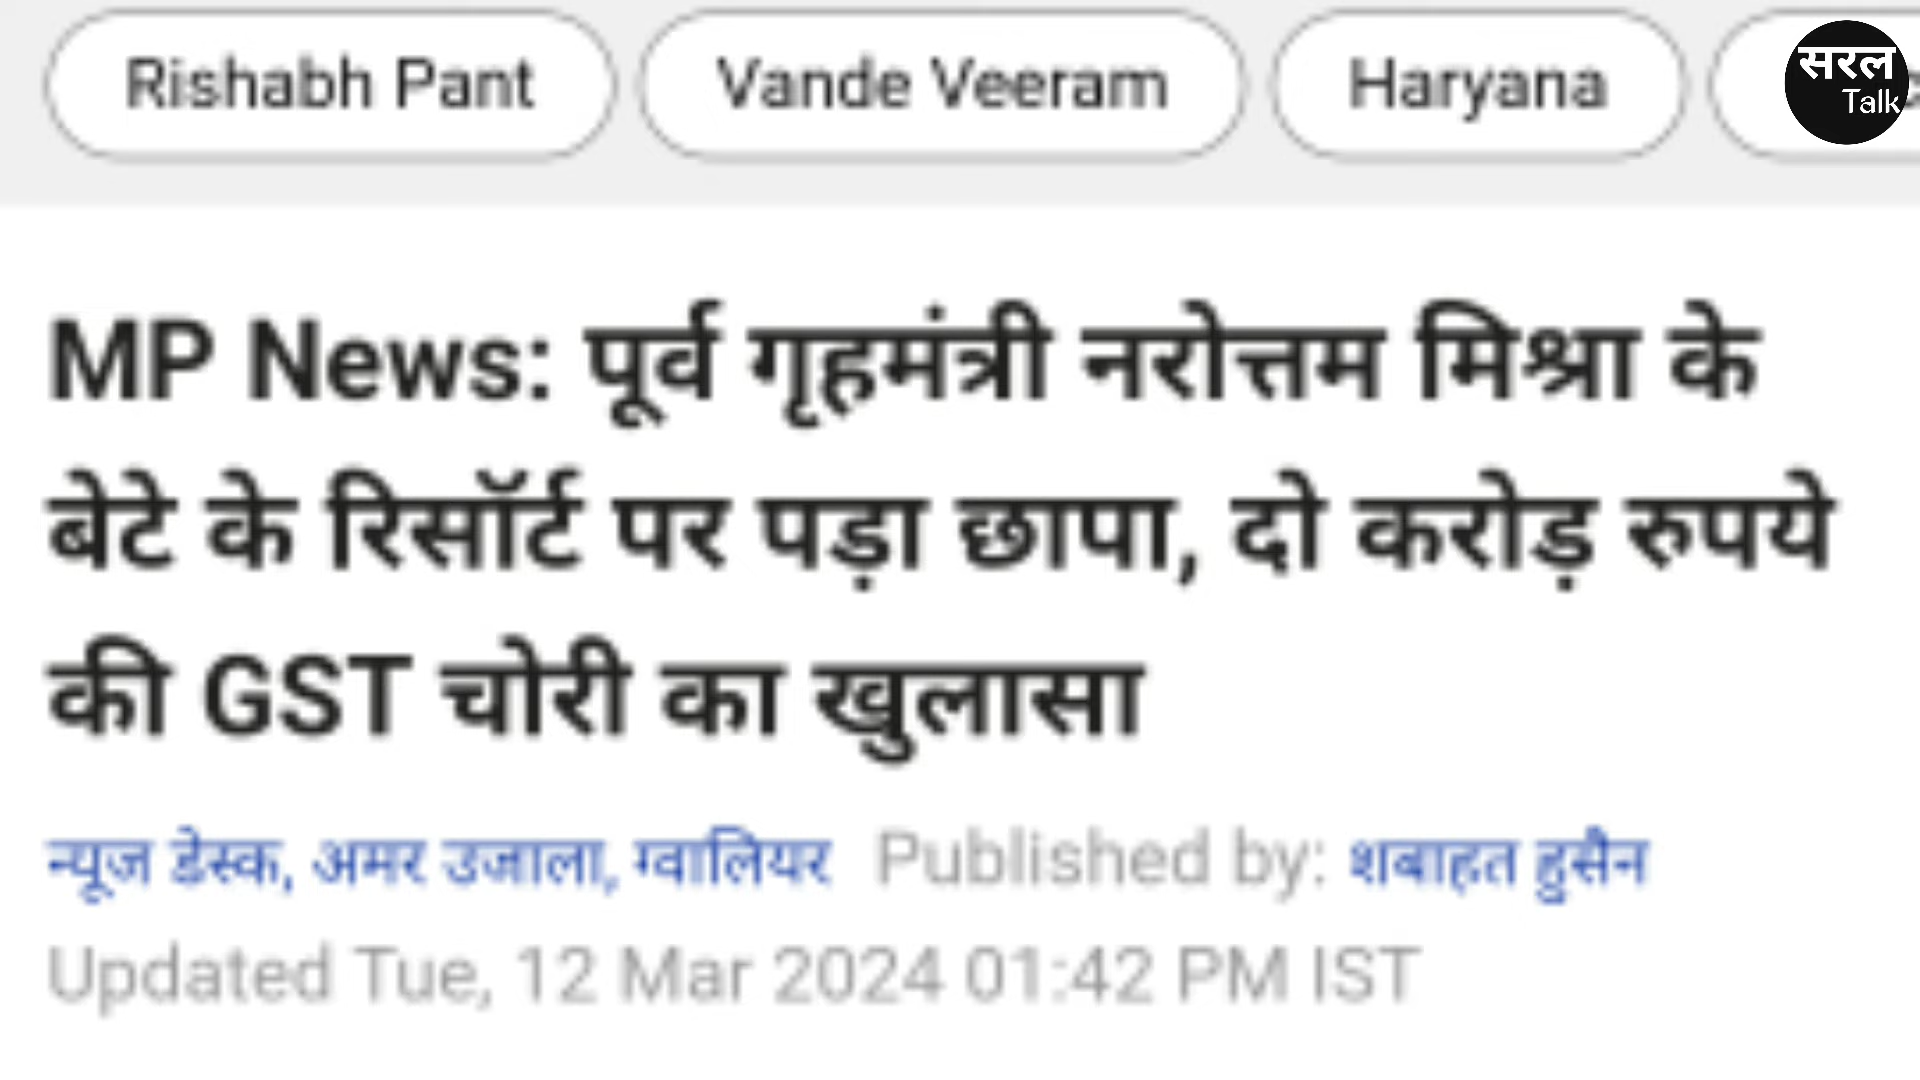 Rishabh Pant
Vande Veeram
Haryana
सरल
Talk
MP News: पूर्व गृहमंत्री नरोत्तम मिश्रा के
बेटे के रिसॉर्ट पर पड़ा छापा, दो करोड़ रुपये
की GST चोरी का खुलासा
न्यूज डेस्क, अमर उजाला, ग्वालियर Published by: शबाहत हुसैन
Updated Tue, 12 Mar 2024 01:42 PM IST